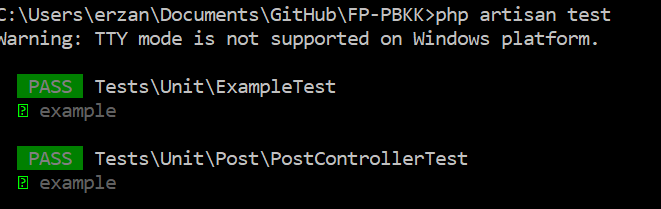 C:\Users\erzan\Documents\GitHub\FP-PBKK>php artisan test
Warning: TTY mode is not supported on Windows platform.
PASS Tests\Unit\ExampleTest
⍰ example
PASS Tests\Unit\Post\PostControllerTest
⍰ example